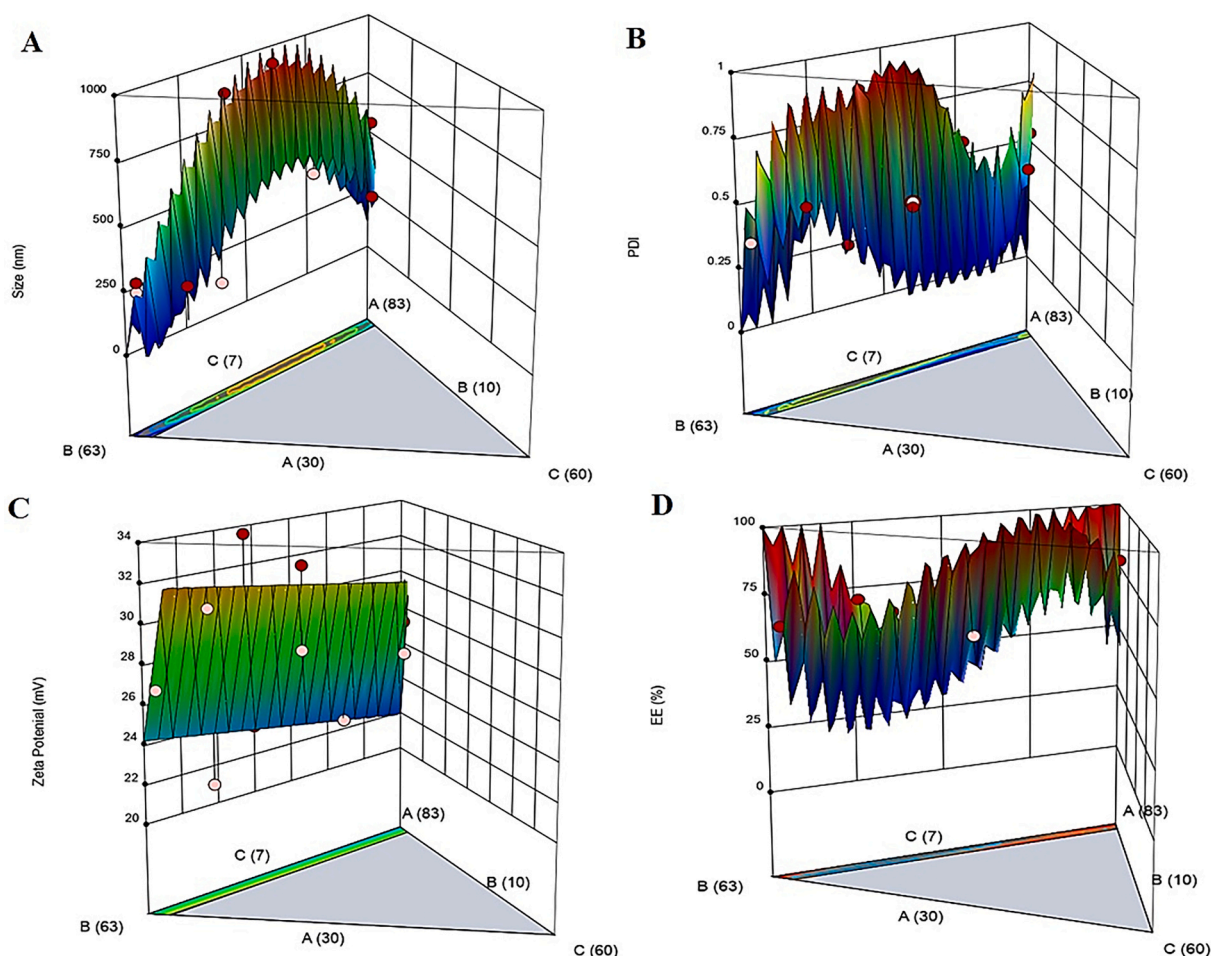 A
1000
750
500
250
0
Size (nm)
A (83)
C (7)
B (10)
B (63)
A (30)
C (60)
B
1
0.75
0.5
0.25
0
PDI
A (83)
C (7)
B (10)
B (63)
A (30)
C (60)
C
34
32
30
28
26
24
22
20
Zeta Potenial (mV)
A (83)
C (7)
B (10)
B (63)
A (30)
C (60)
D
100
75
50
25
0
EE (%)
A (83)
C (7)
B (10)
B (63)
A (30)
C (60)